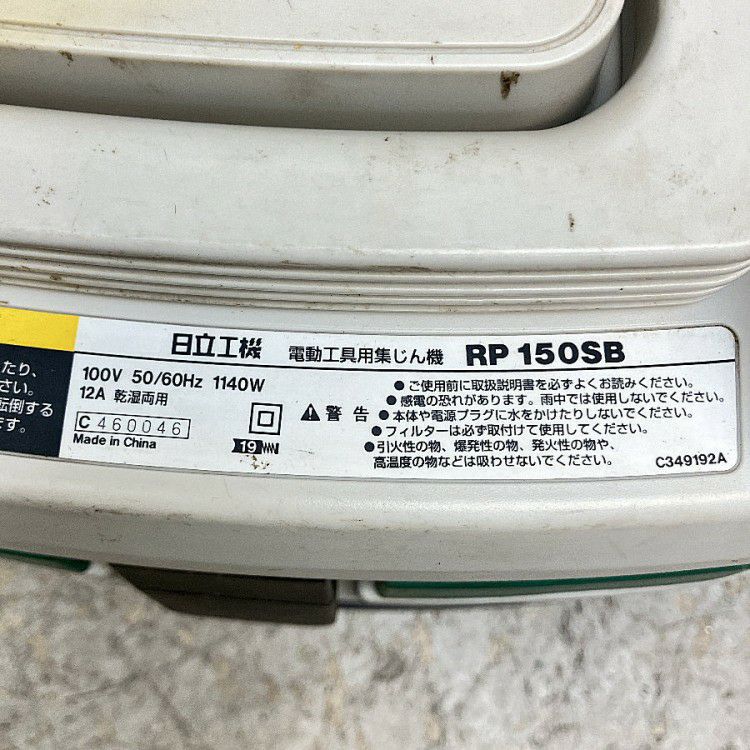 日立工機 電動工具用集じん機 RP 150SB
100V 50/60Hz 1140W
12A 乾湿両用
C 460046
Made in China
19
警告
●ご使用前に取扱説明書を必ずよくお読みください。
●感電の恐れがあります。雨中では使用しないでください。
●本体や電源プラグに水をかけたりしないでください。
●フィルターは必ず取付けて使用してください。
●引火性の物、爆発性の物、発火性の物や、
高温度の物などは吸わせないでください。
C349192A
たり、
さい。
転倒する
ます。